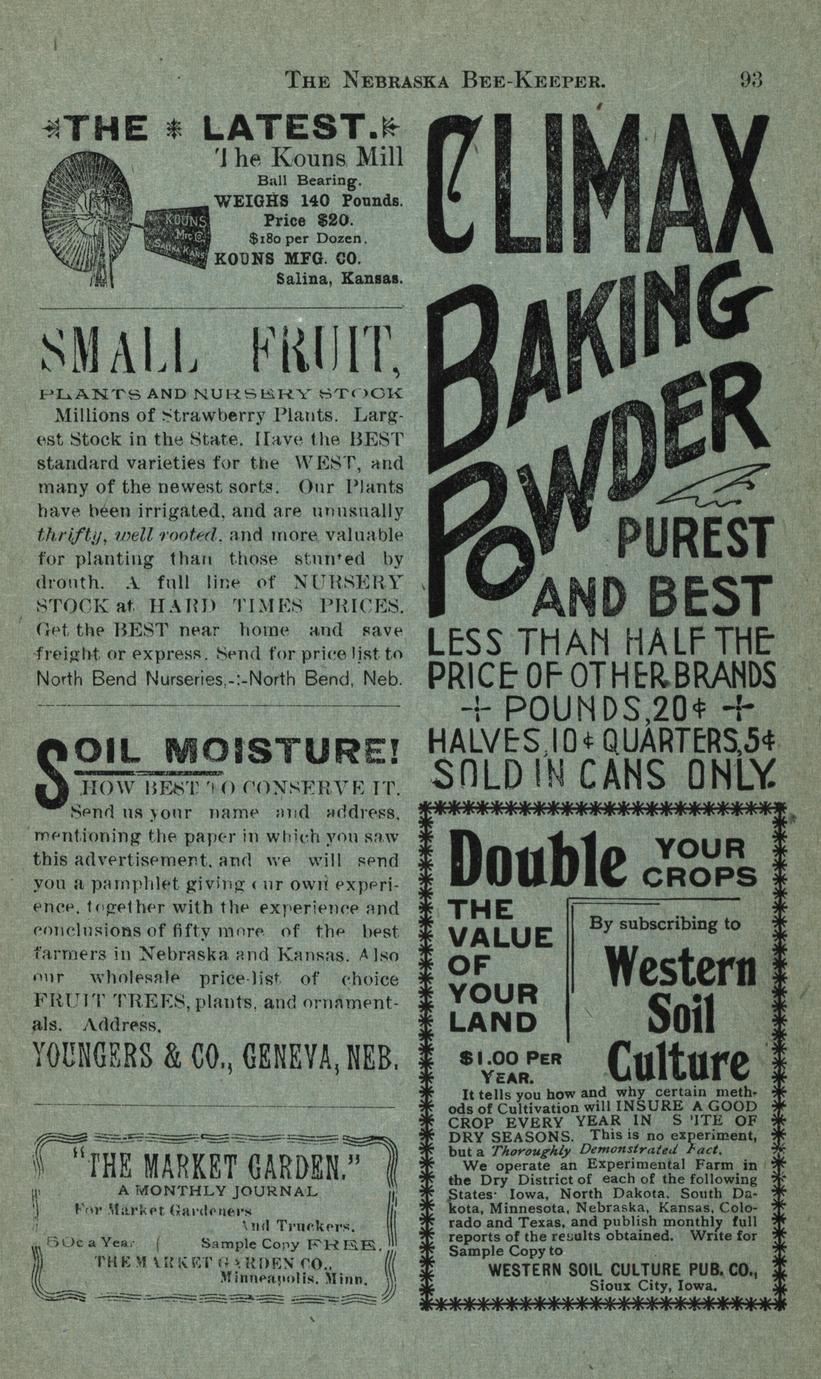 THE NEBRASKA BEE-KEEPER. 93
THE * LATEST.
The Kouns Mill
Ball Bearing.
WEIGHS 140 Pounds.
Price $20.
$180 per Dozen.
KOUNS MFG. CO.
Salina, Kansas.
KOUNS
MFG Co
SALINA KAN
SMALL FRUIT,
PLANTS AND NURSERY STOCK
Millions of Strawberry Plants. Larg-
est Stock in the State. Have the BEST
standard varieties for the WEST, and
many of the newest sorts. Our Plants
have been irrigated, and are unusually
thrifty, well rooted, and more valuable
for planting than those stunted by
drouth. A full line of NURSERY
STOCK at HARD TIMES PRICES.
Get the BEST near home and save
freight or express. Send for price list to
North Bend Nurseries,-:-North Bend, Neb.
SOIL MOISTURE!
HOW BEST TO CONSERVE IT.
Send us your name and address,
mentioning the paper in which you saw
this advertisement, and we will send
you a pamphlet giving our own experi-
ence, together with the experience and
conclusions of fifty more of the best
farmers in Nebraska and Kansas. Also
our wholesale price-list of choice
FRUIT TREES, plants, and ornament-
als. Address,
YOUNGERS & CO., GENEVA, NEB.
"THE MARKET GARDEN."
A MONTHLY JOURNAL
For Market Gardeners
And Truckers.
50c a Year ( Sample Copy FREE.
THE MARKET GARDEN CO.,
Minneapolis, Minn.
CLIMAX
BAKING
POWDER
PUREST
AND BEST
LESS THAN HALF THE
PRICE OF OTHER BRANDS
÷ POUNDS, 20¢ ÷
HALVES, 10¢ QUARTERS, 5¢
SOLD IN CANS ONLY.
Double YOUR
CROPS
THE
VALUE
OF
YOUR
LAND
$1.00 PER
YEAR.
By subscribing to
Western
Soil
Culture
It tells you how and why certain meth-
ods of Cultivation will INSURE A GOOD
CROP EVERY YEAR IN S'ITE OF
DRY SEASONS. This is no experiment,
but a Thoroughly Demonstrated Fact.
We operate an Experimental Farm in
the Dry District of each of the following
States: Iowa, North Dakota, South Da-
kota, Minnesota, Nebraska, Kansas, Colo-
rado and Texas, and publish monthly full
reports of the results obtained. Write for
Sample Copy to
WESTERN SOIL CULTURE PUB. CO.,
Sioux City, Iowa.